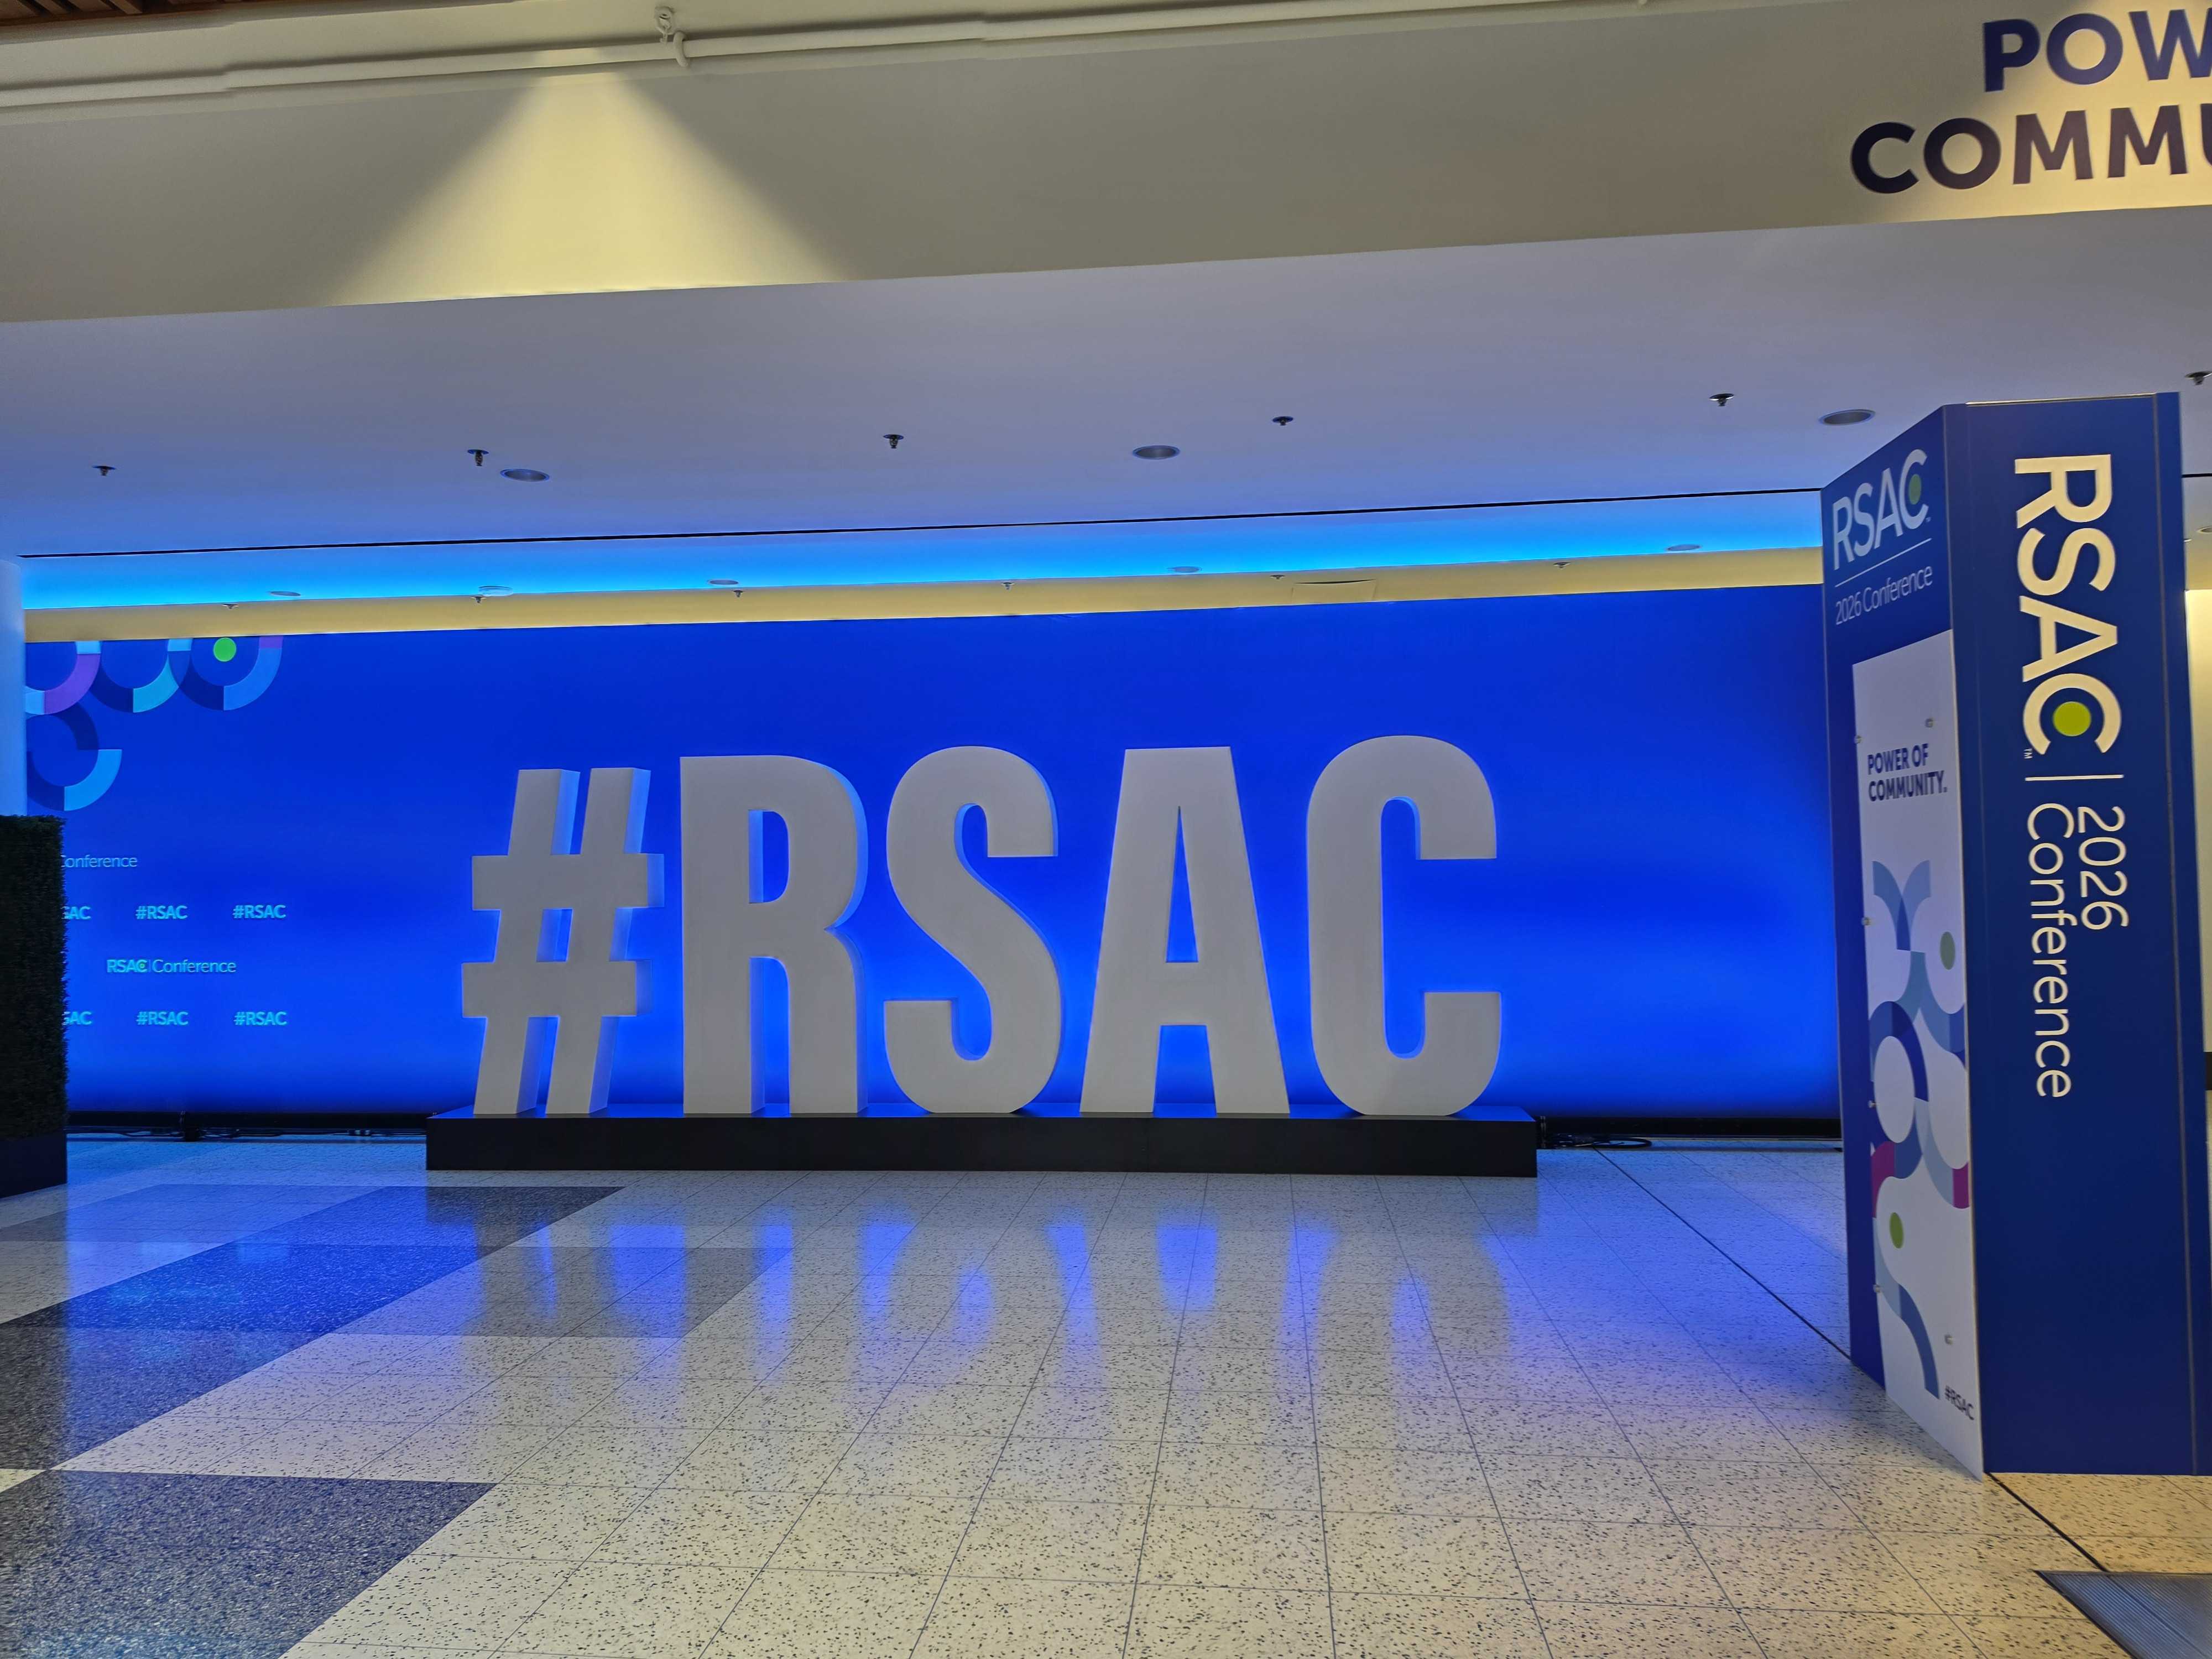 POW
COMMU
Conference
#RSAC #RSAC
RSAC Conference
#RSAC #RSAC
#RSAC
RSAC
2026 Conference
POWER OF
COMMUNITY.
#RSAC
RSAC™ | 2026
Conference